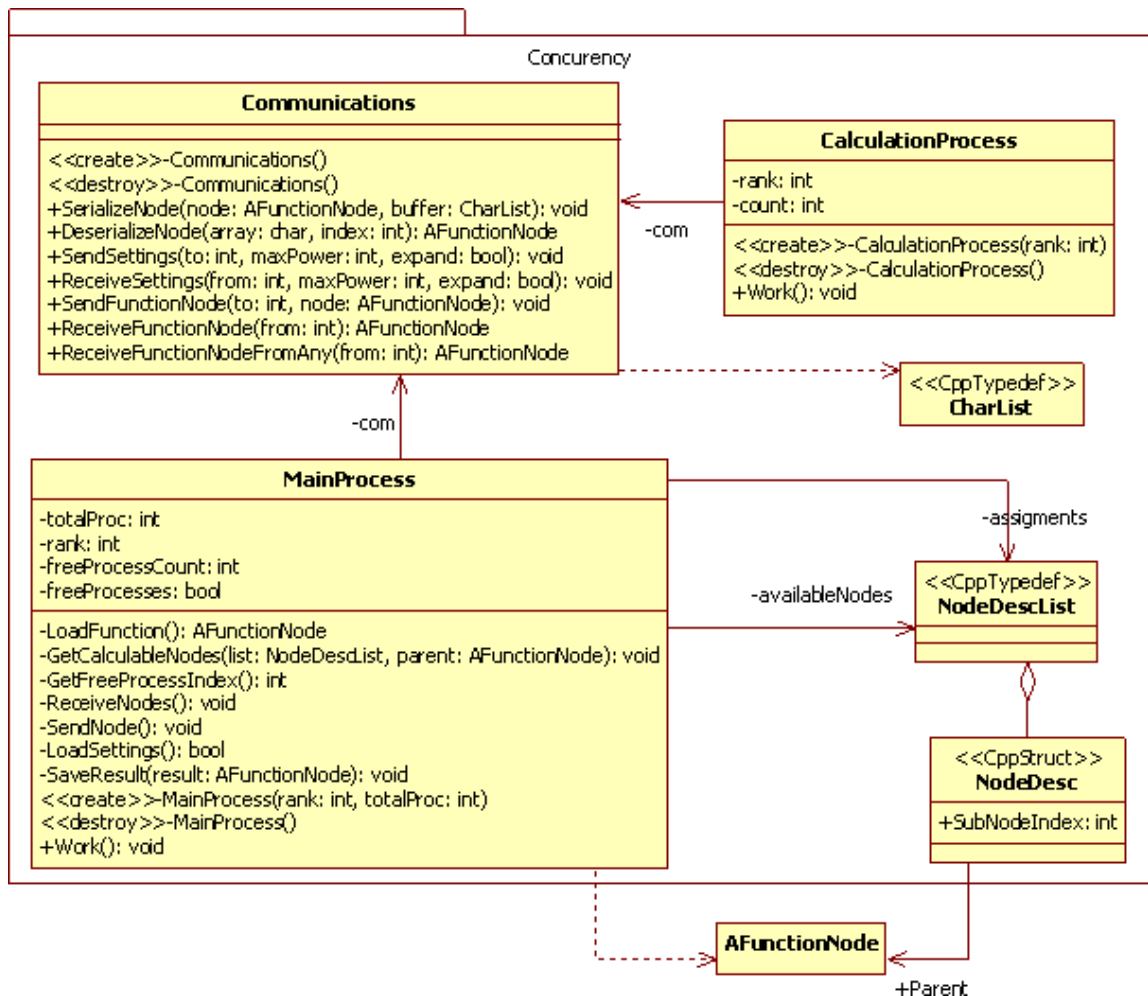 Concurency
Communications
<<create>>-Communications()
<<destroy>>-Communications()
+SerializeNode(node: AFunctionNode, buffer: CharList): void
+DeserializeNode(array: char, index: int): AFunctionNode
+SendSettings(to: int, maxPower: int, expand: bool): void
+ReceiveSettings(from: int, maxPower: int, expand: bool): void
+SendFunctionNode(to: int, node: AFunctionNode): void
+ReceiveFunctionNode(from: int): AFunctionNode
+ReceiveFunctionNodeFromAny(from: int): AFunctionNode
CalculationProcess
-rank: int
-count: int
<<create>>-CalculationProcess(rank: int)
<<destroy>>-CalculationProcess()
+Work(): void
-com
<<CppTypedef>>
CharList
-com
MainProcess
-totalProc: int
-rank: int
-freeProcessCount: int
-freeProcesses: bool
-LoadFunction(): AFunctionNode
-GetCalculableNodes(list: NodeDescList, parent: AFunctionNode): void
-GetFreeProcessIndex(): int
-ReceiveNodes(): void
-SendNode(): void
-LoadSettings(): bool
-SaveResult(result: AFunctionNode): void
<<create>>-MainProcess(rank: int, totalProc: int)
<<destroy>>-MainProcess()
+Work(): void
-assigments
-availableNodes
<<CppTypedef>>
NodeDescList
<<CppStruct>>
NodeDesc
+SubNodeIndex: int
AFunctionNode
+Parent